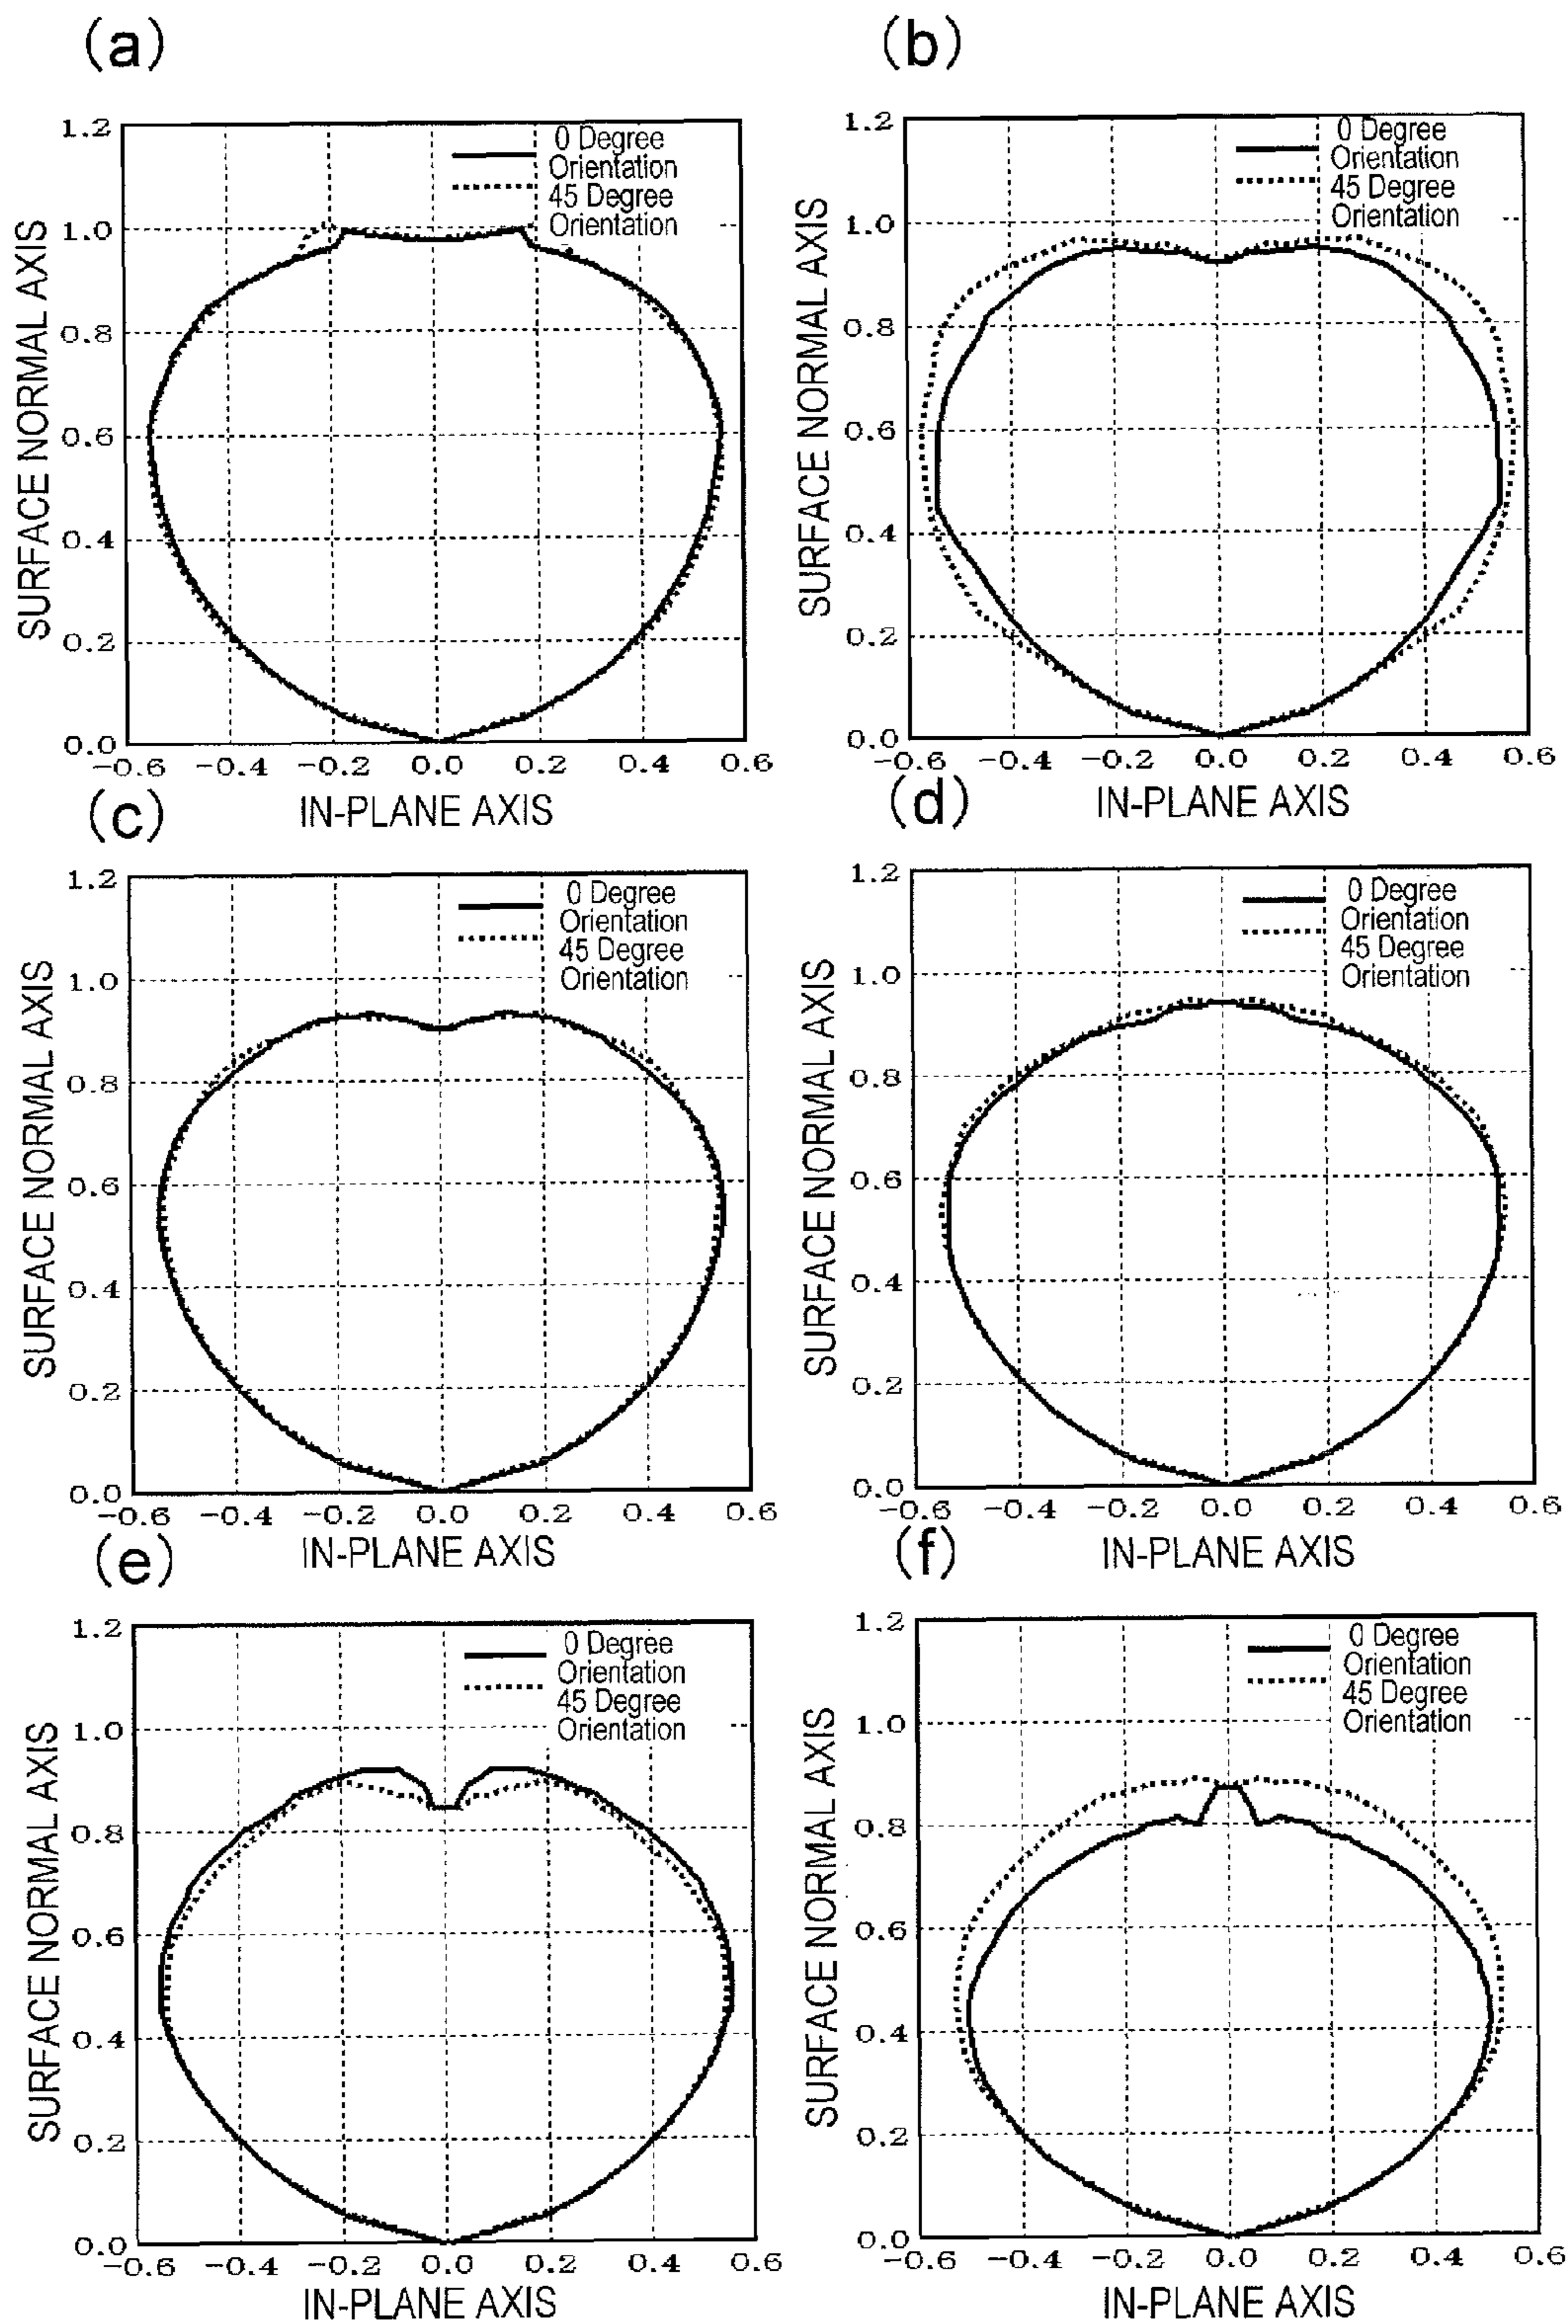 (a)
1.2
1.0
0.8
0.6
0.4
0.2
0.0
SURFACE NORMAL AXIS
0 Degree
Orientation
45 Degree
Orientation
-0.6 -0.4 -0.2 0.0 0.2 0.4 0.6
IN-PLANE AXIS
(b)
1.2
1.0
0.8
0.6
0.4
0.2
0.0
SURFACE NORMAL AXIS
0 Degree
Orientation
45 Degree
Orientation
-0.6 -0.4 -0.2 0.0 0.2 0.4 0.6
IN-PLANE AXIS
(c)
1.2
1.0
0.8
0.6
0.4
0.2
0.0
SURFACE NORMAL AXIS
0 Degree
Orientation
45 Degree
Orientation
-0.6 -0.4 -0.2 0.0 0.2 0.4 0.6
IN-PLANE AXIS
(d)
1.2
1.0
0.8
0.6
0.4
0.2
0.0
SURFACE NORMAL AXIS
0 Degree
Orientation
45 Degree
Orientation
-0.6 -0.4 -0.2 0.0 0.2 0.4 0.6
IN-PLANE AXIS
(e)
1.2
1.0
0.8
0.6
0.4
0.2
0.0
SURFACE NORMAL AXIS
0 Degree
Orientation
45 Degree
Orientation
-0.6 -0.4 -0.2 0.0 0.2 0.4 0.6
IN-PLANE AXIS
(f)
1.2
1.0
0.8
0.6
0.4
0.2
0.0
SURFACE NORMAL AXIS
0 Degree
Orientation
45 Degree
Orientation
-0.6 -0.4 -0.2 0.0 0.2 0.4 0.6
IN-PLANE AXIS